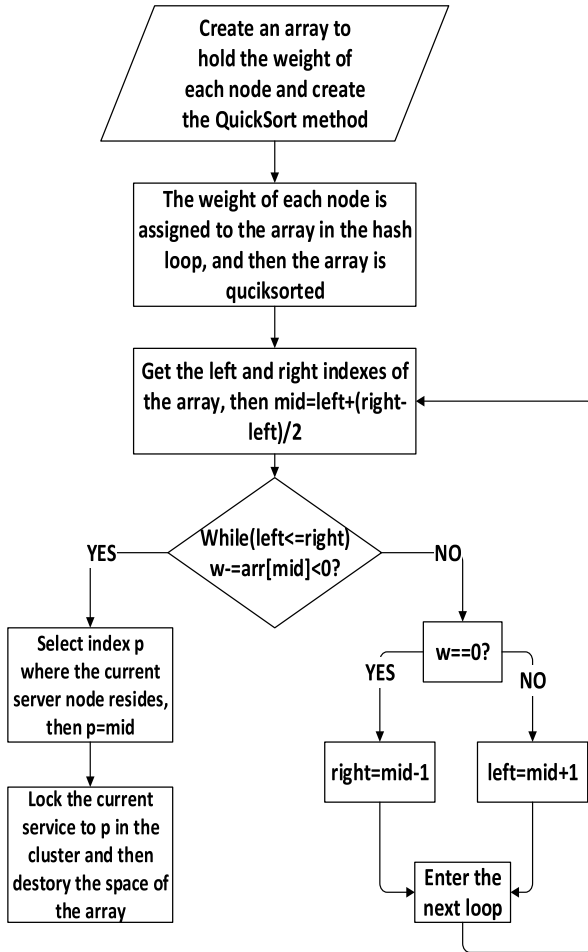 Create an array to
hold the weight of
each node and create
the QuickSort method
The weight of each node is
assigned to the array in the hash
loop, and then the array is
quciksorted
Get the left and right indexes of
the array, then mid=left+(right-
left)/2
While(left<=right)
w-=arr[mid]<0?
YES
NO
Select index p
where the current
server node resides,
then p=mid
Lock the current
service to p in the
cluster and then
destory the space of
the array
w==0?
YES
NO
right=mid-1
left=mid+1
Enter the
next loop